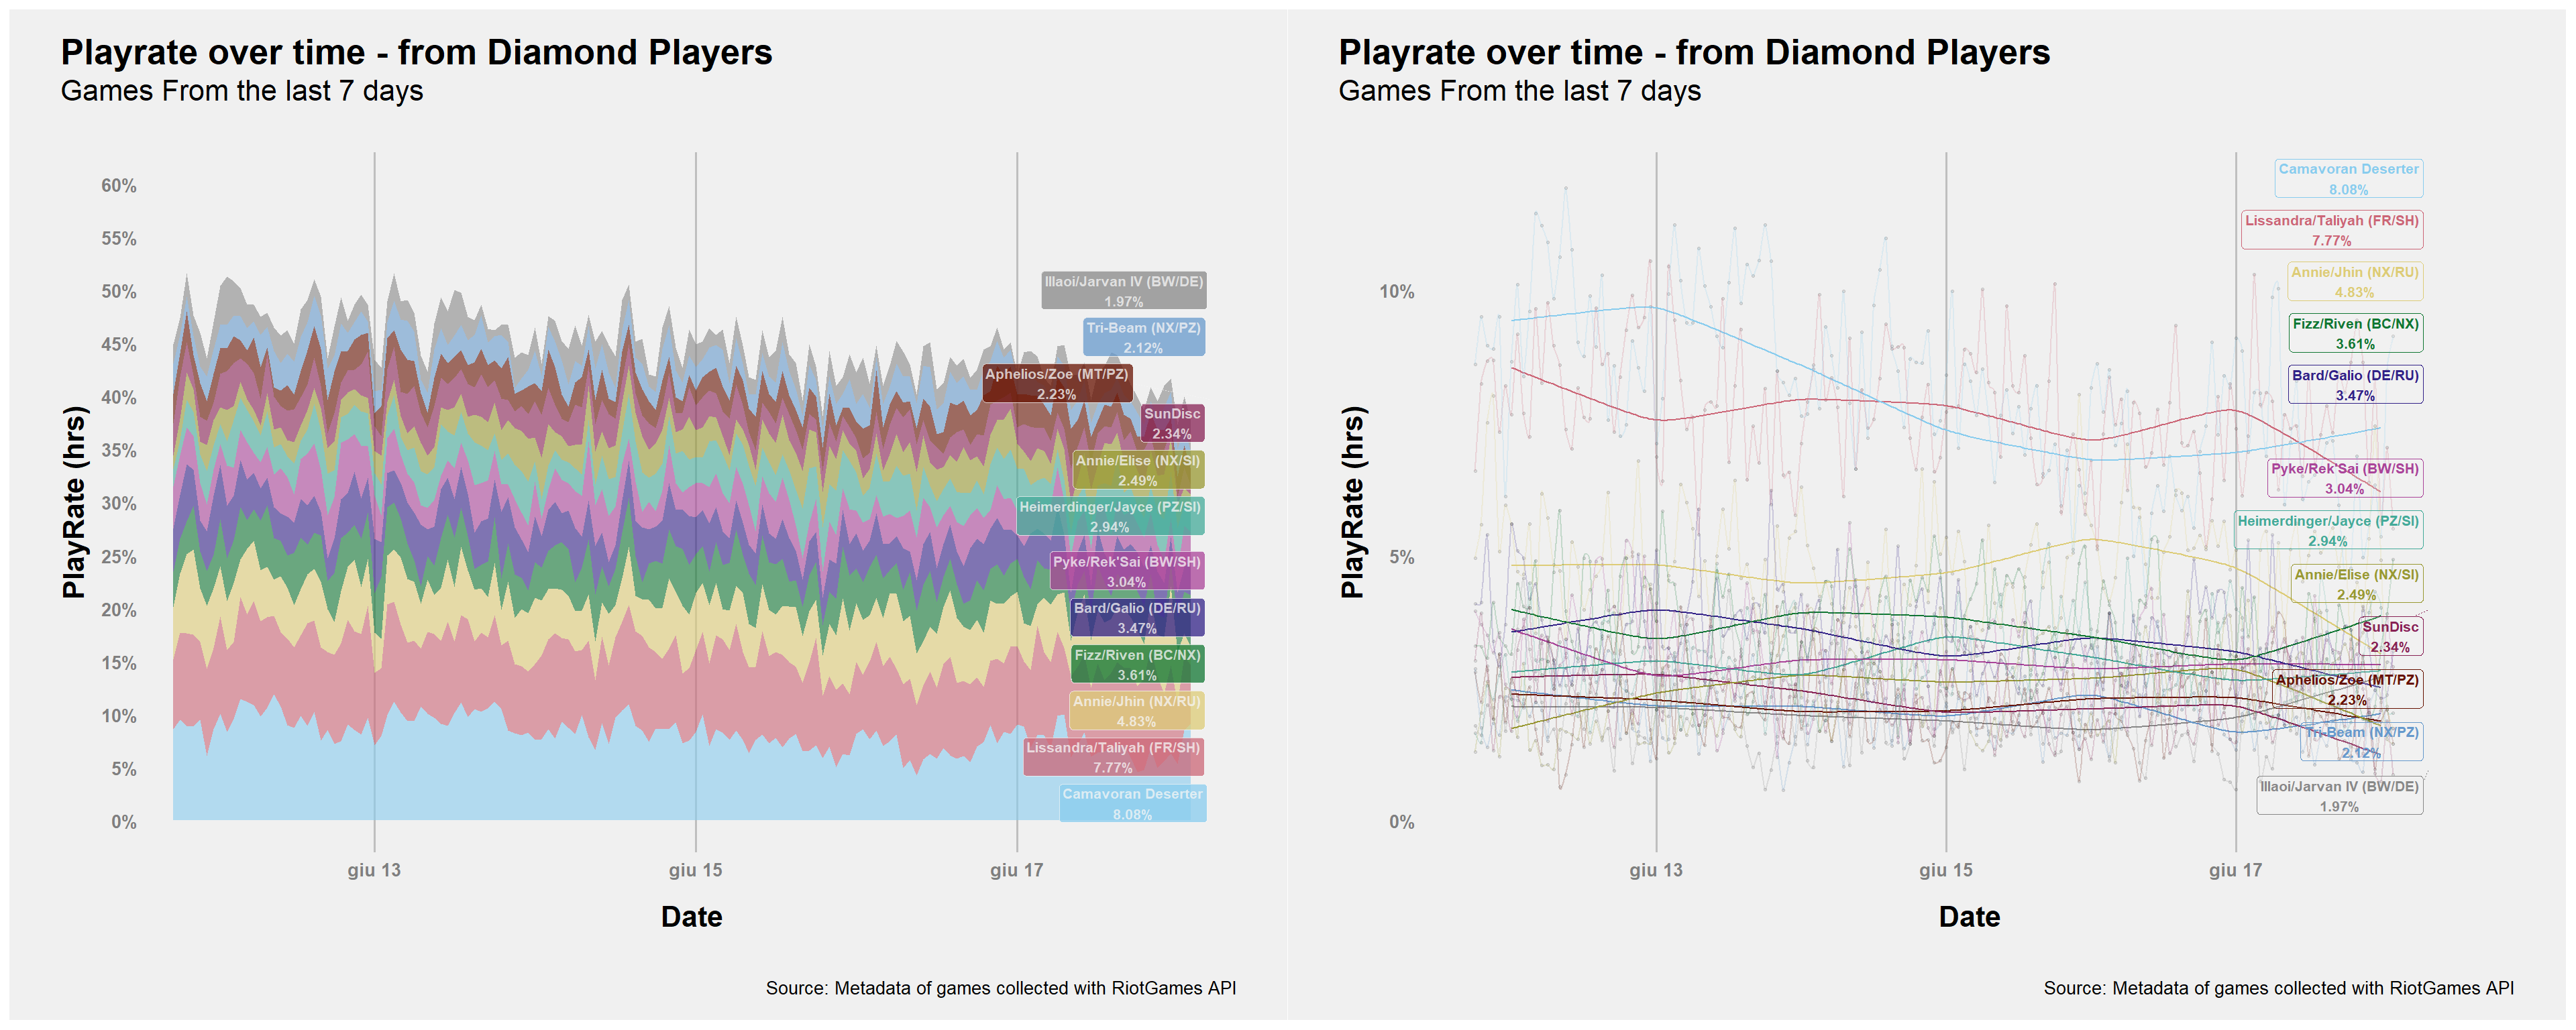 Playrate over time - from Diamond Players
Games From the last 7 days
PlayRate (hrs)
60%
55%
50%
45%
40%
35%
30%
25%
20%
15%
10%
5%
0%
Illaoi/Jarvan IV (BW/DE)
1.97%
Tri-Beam (NX/PZ)
2.12%
Aphelios/Zoe (MT/PZ)
2.23%
SunDisc
2.34%
Annie/Elise (NX/SI)
2.49%
Heimerdinger/Jayce (PZ/SI)
2.94%
Pyke/Rek'Sai (BW/SH)
3.04%
Bard/Galio (DE/RU)
3.47%
Fizz/Riven (BC/NX)
3.61%
Annie/Jhin (NX/RU)
4.83%
Lissandra/Taliyah (FR/SH)
7.77%
Camavoran Deserter
8.08%
giu 13
giu 15
giu 17
Date
Source: Metadata of games collected with RiotGames API
Playrate over time - from Diamond Players
Games From the last 7 days
PlayRate (hrs)
10%
5%
0%
Camavoran Deserter
8.08%
Lissandra/Taliyah (FR/SH)
7.77%
Annie/Jhin (NX/RU)
4.83%
Fizz/Riven (BC/NX)
3.61%
Bard/Galio (DE/RU)
3.47%
Pyke/Rek'Sai (BW/SH)
3.04%
Heimerdinger/Jayce (PZ/SI)
2.94%
Annie/Elise (NX/SI)
2.49%
SunDisc
2.34%
Aphelios/Zoe (MT/PZ)
2.23%
Tri-Beam (NX/PZ)
2.12%
Illaoi/Jarvan IV (BW/DE)
1.97%
giu 13
giu 15
giu 17
Date
Source: Metadata of games collected with RiotGames API